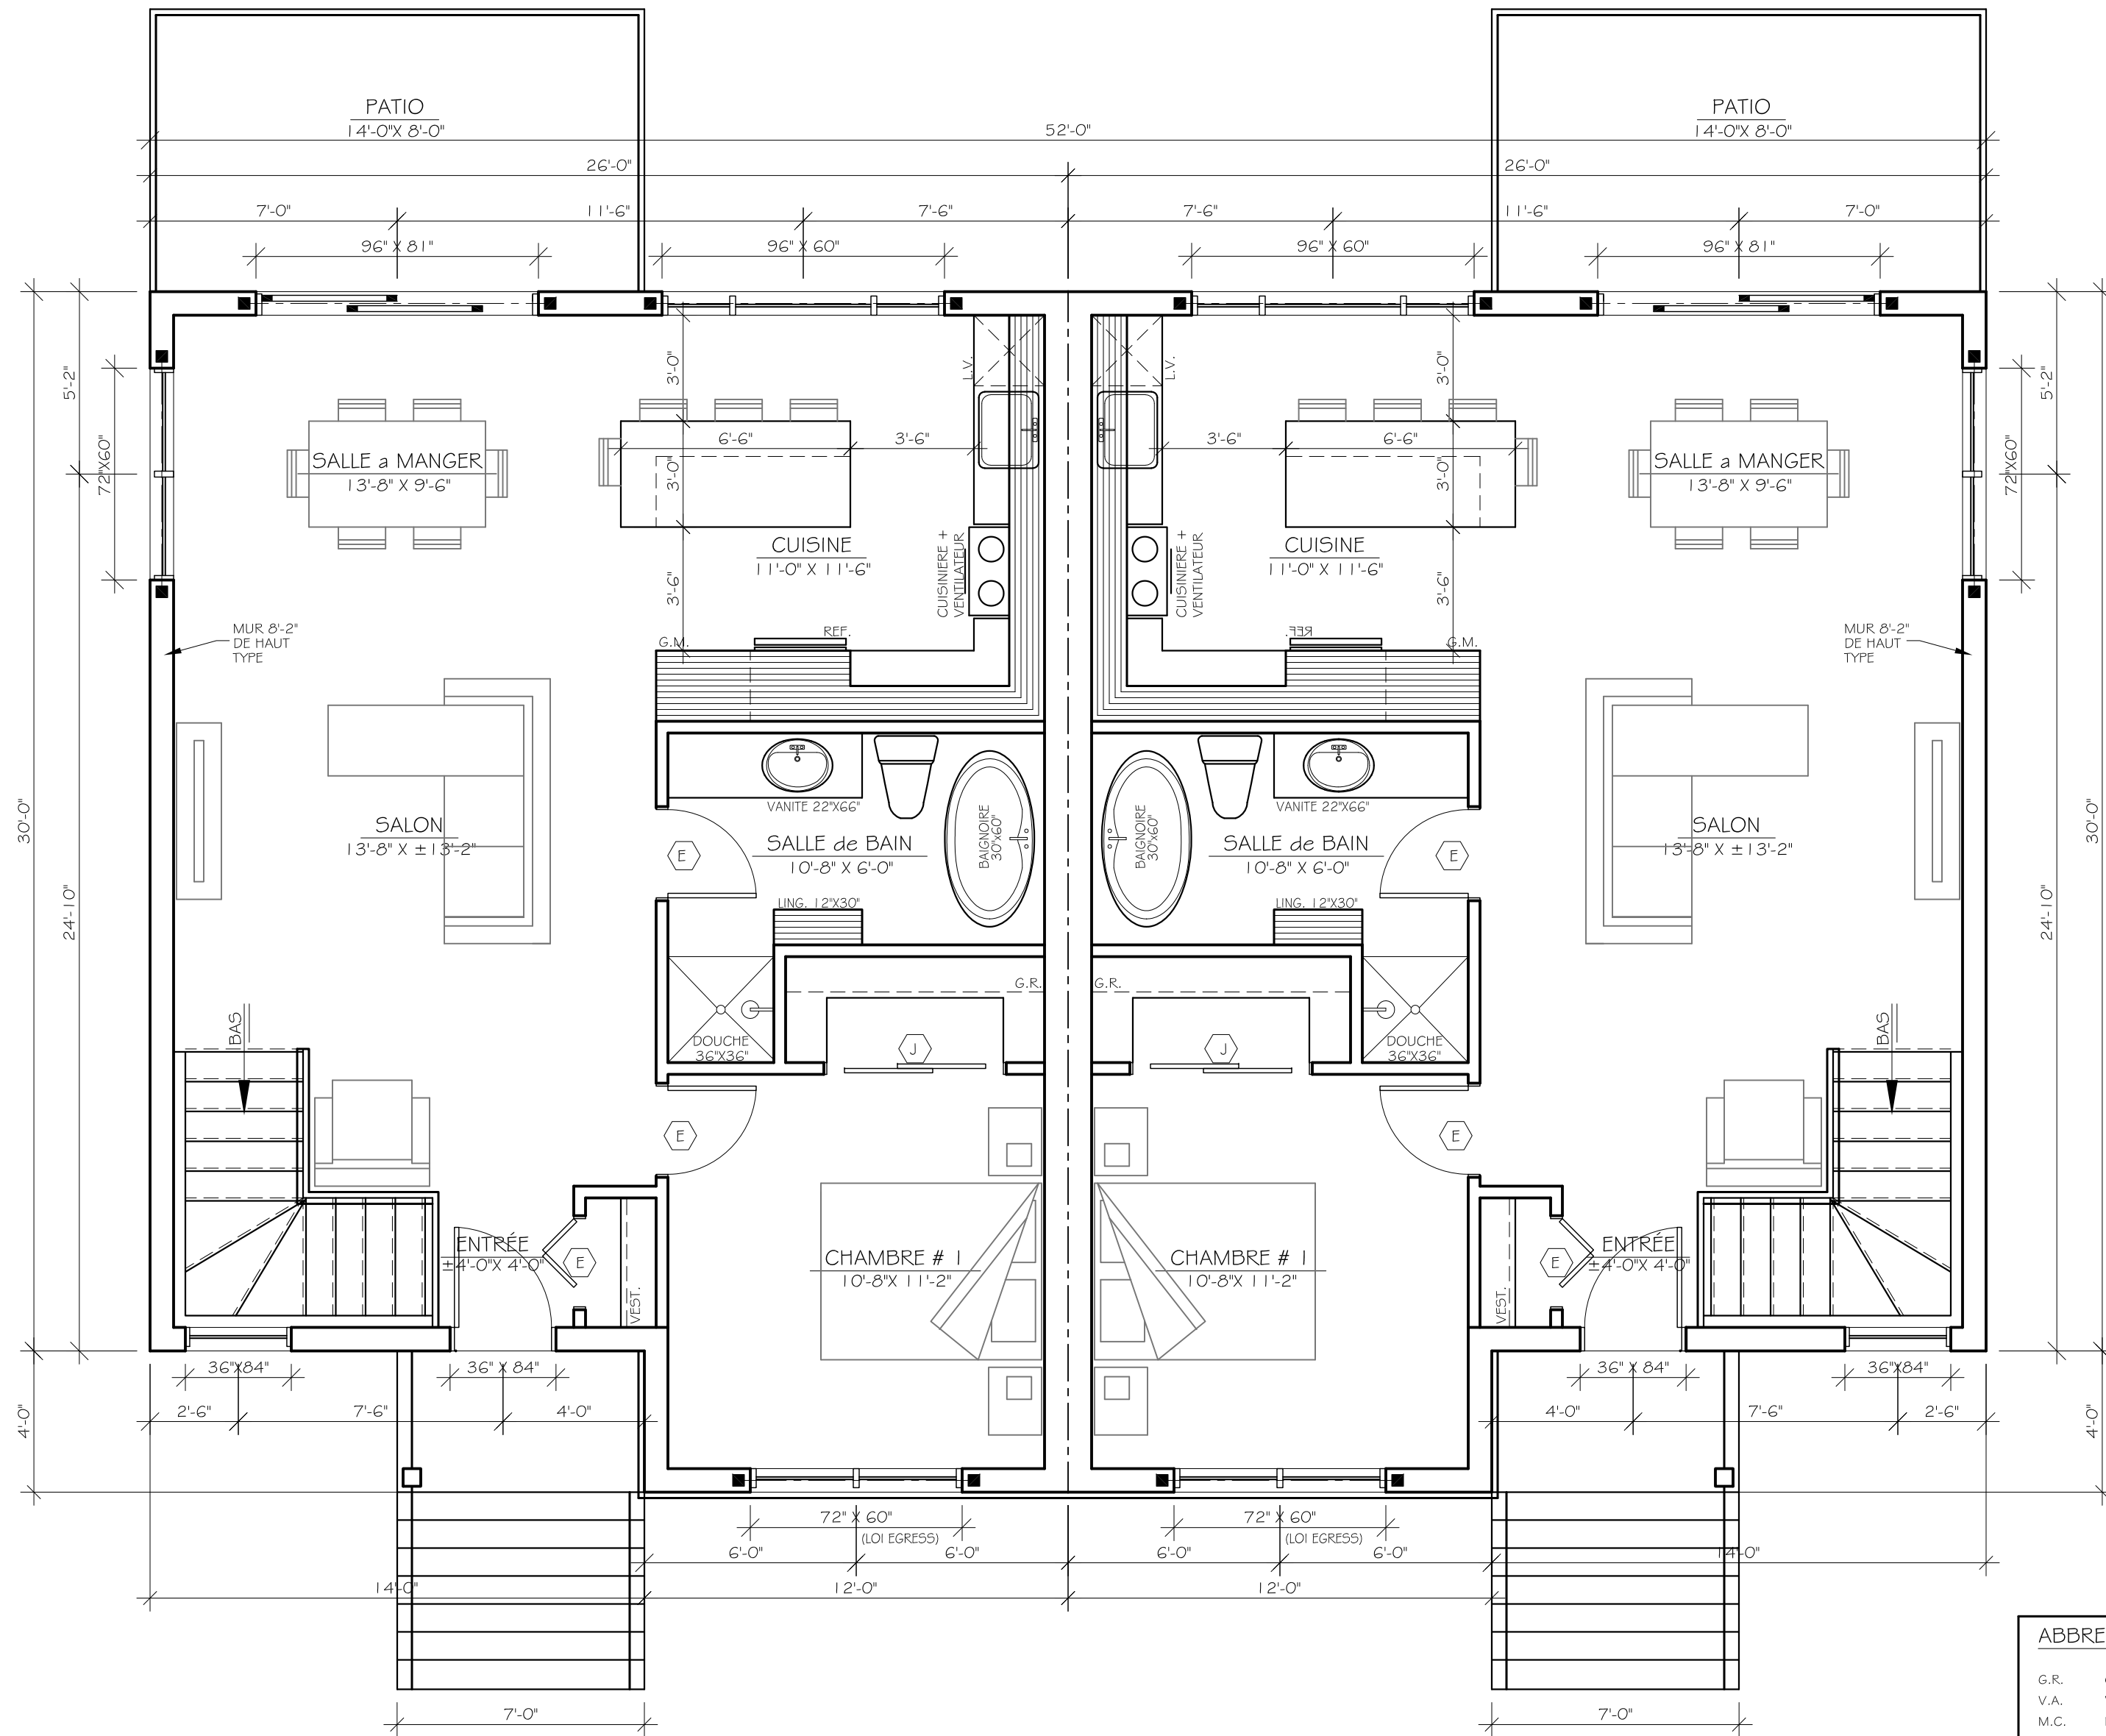 PATIO
14'-0"X 8'-0"
PATIO
14'-0"X 8'-0"
52'-0"
26'-0"
26'-0"
7'-0"
11'-6"
7'-6"
7'-6"
11'-6"
7'-0"
96" X 81"
96" X 60"
96" X 60"
96" X 81"
5'-2"
72"X60"
3'-0"
L.V.
L.V.
3'-0"
5'-2"
72"X60"
SALLE a MANGER
13'-8" X 9'-6"
6'-6"
3'-6"
3'-0"
3'-6"
6'-6"
3'-0"
SALLE a MANGER
13'-8" X 9'-6"
CUISINE
11'-0" X 11'-6"
CUISINIERE +
VENTILATEUR
CUISINIERE +
VENTILATEUR
CUISINE
11'-0" X 11'-6"
3'-6"
3'-6"
MUR 8'-2"
DE HAUT
TYPE
G.M.
REF.
REF.
G.M.
MUR 8'-2"
DE HAUT
TYPE
30'-0"
24'-10"
SALON
13'-8" X ±13'-2"
VANITE 22"X66"
VANITE 22"X66"
E
SALLE de BAIN
10'-8" X 6'-0"
BAIGNOIRE
30"x60"
BAIGNOIRE
30"x60"
SALLE de BAIN
10'-8" X 6'-0"
E
SALON
13'-8" X ±13'-2"
24'-10"
30'-0"
LING. 12"X30"
LING. 12"X30"
G.R.
G.R.
BAS
DOUCHE
36"X36"
J
J
DOUCHE
36"X36"
BAS
E
E
ENTRÉE
±4'-0"X 4'-0"
E
VEST.
CHAMBRE # 1
10'-8"X 11'-2"
CHAMBRE # 1
10'-8"X 11'-2"
VEST.
E
ENTRÉE
±4'-0"X 4'-0"
36"X84"
36" X 84"
36" X 84"
36"X84"
4'-0"
2'-6"
7'-6"
4'-0"
4'-0"
7'-6"
2'-6"
4'-0"
72" X 60"
(LOI EGRESS)
72" X 60"
(LOI EGRESS)
6'-0"
6'-0"
6'-0"
6'-0"
14'-0"
14'-0"
12'-0"
12'-0"
7'-0"
7'-0"
ABBRE
G.R.
V.A.
M.C.